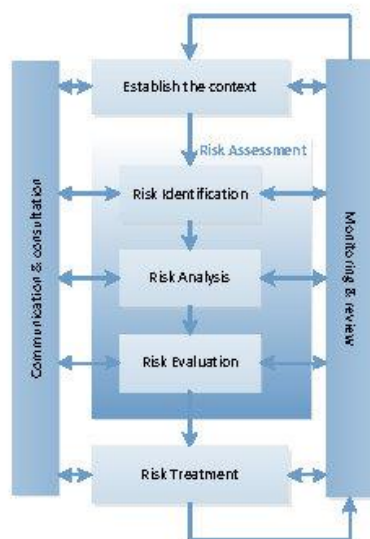 Establish the context
Risk Assessment
Risk Identification
Risk Analysis
Risk Evaluation
Risk Treatment
Communication & consultation
Monitoring & review